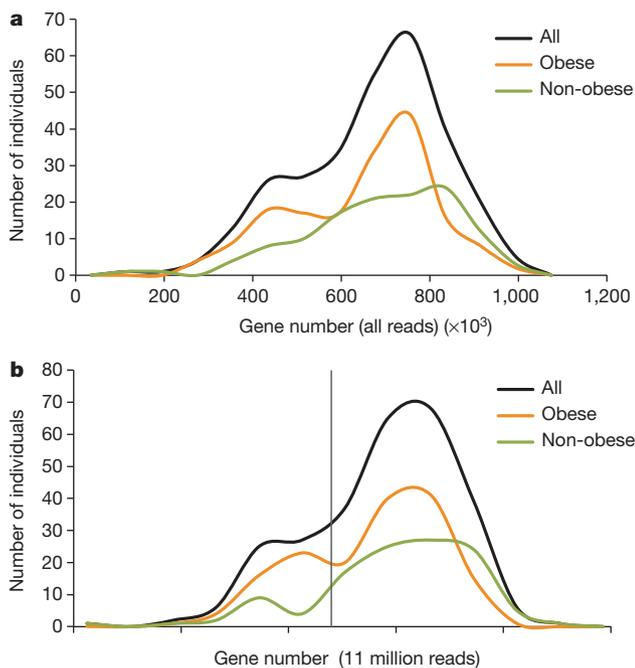 a
70
60
50
40
30
20
10
0
Number of individuals
All
Obese
Non-obese
0 200 400 600 800 1,000 1,200
Gene number (all reads) (×10³)
b
80
70
60
50
40
30
20
10
0
Number of individuals
All
Obese
Non-obese
Gene number (11 million reads)